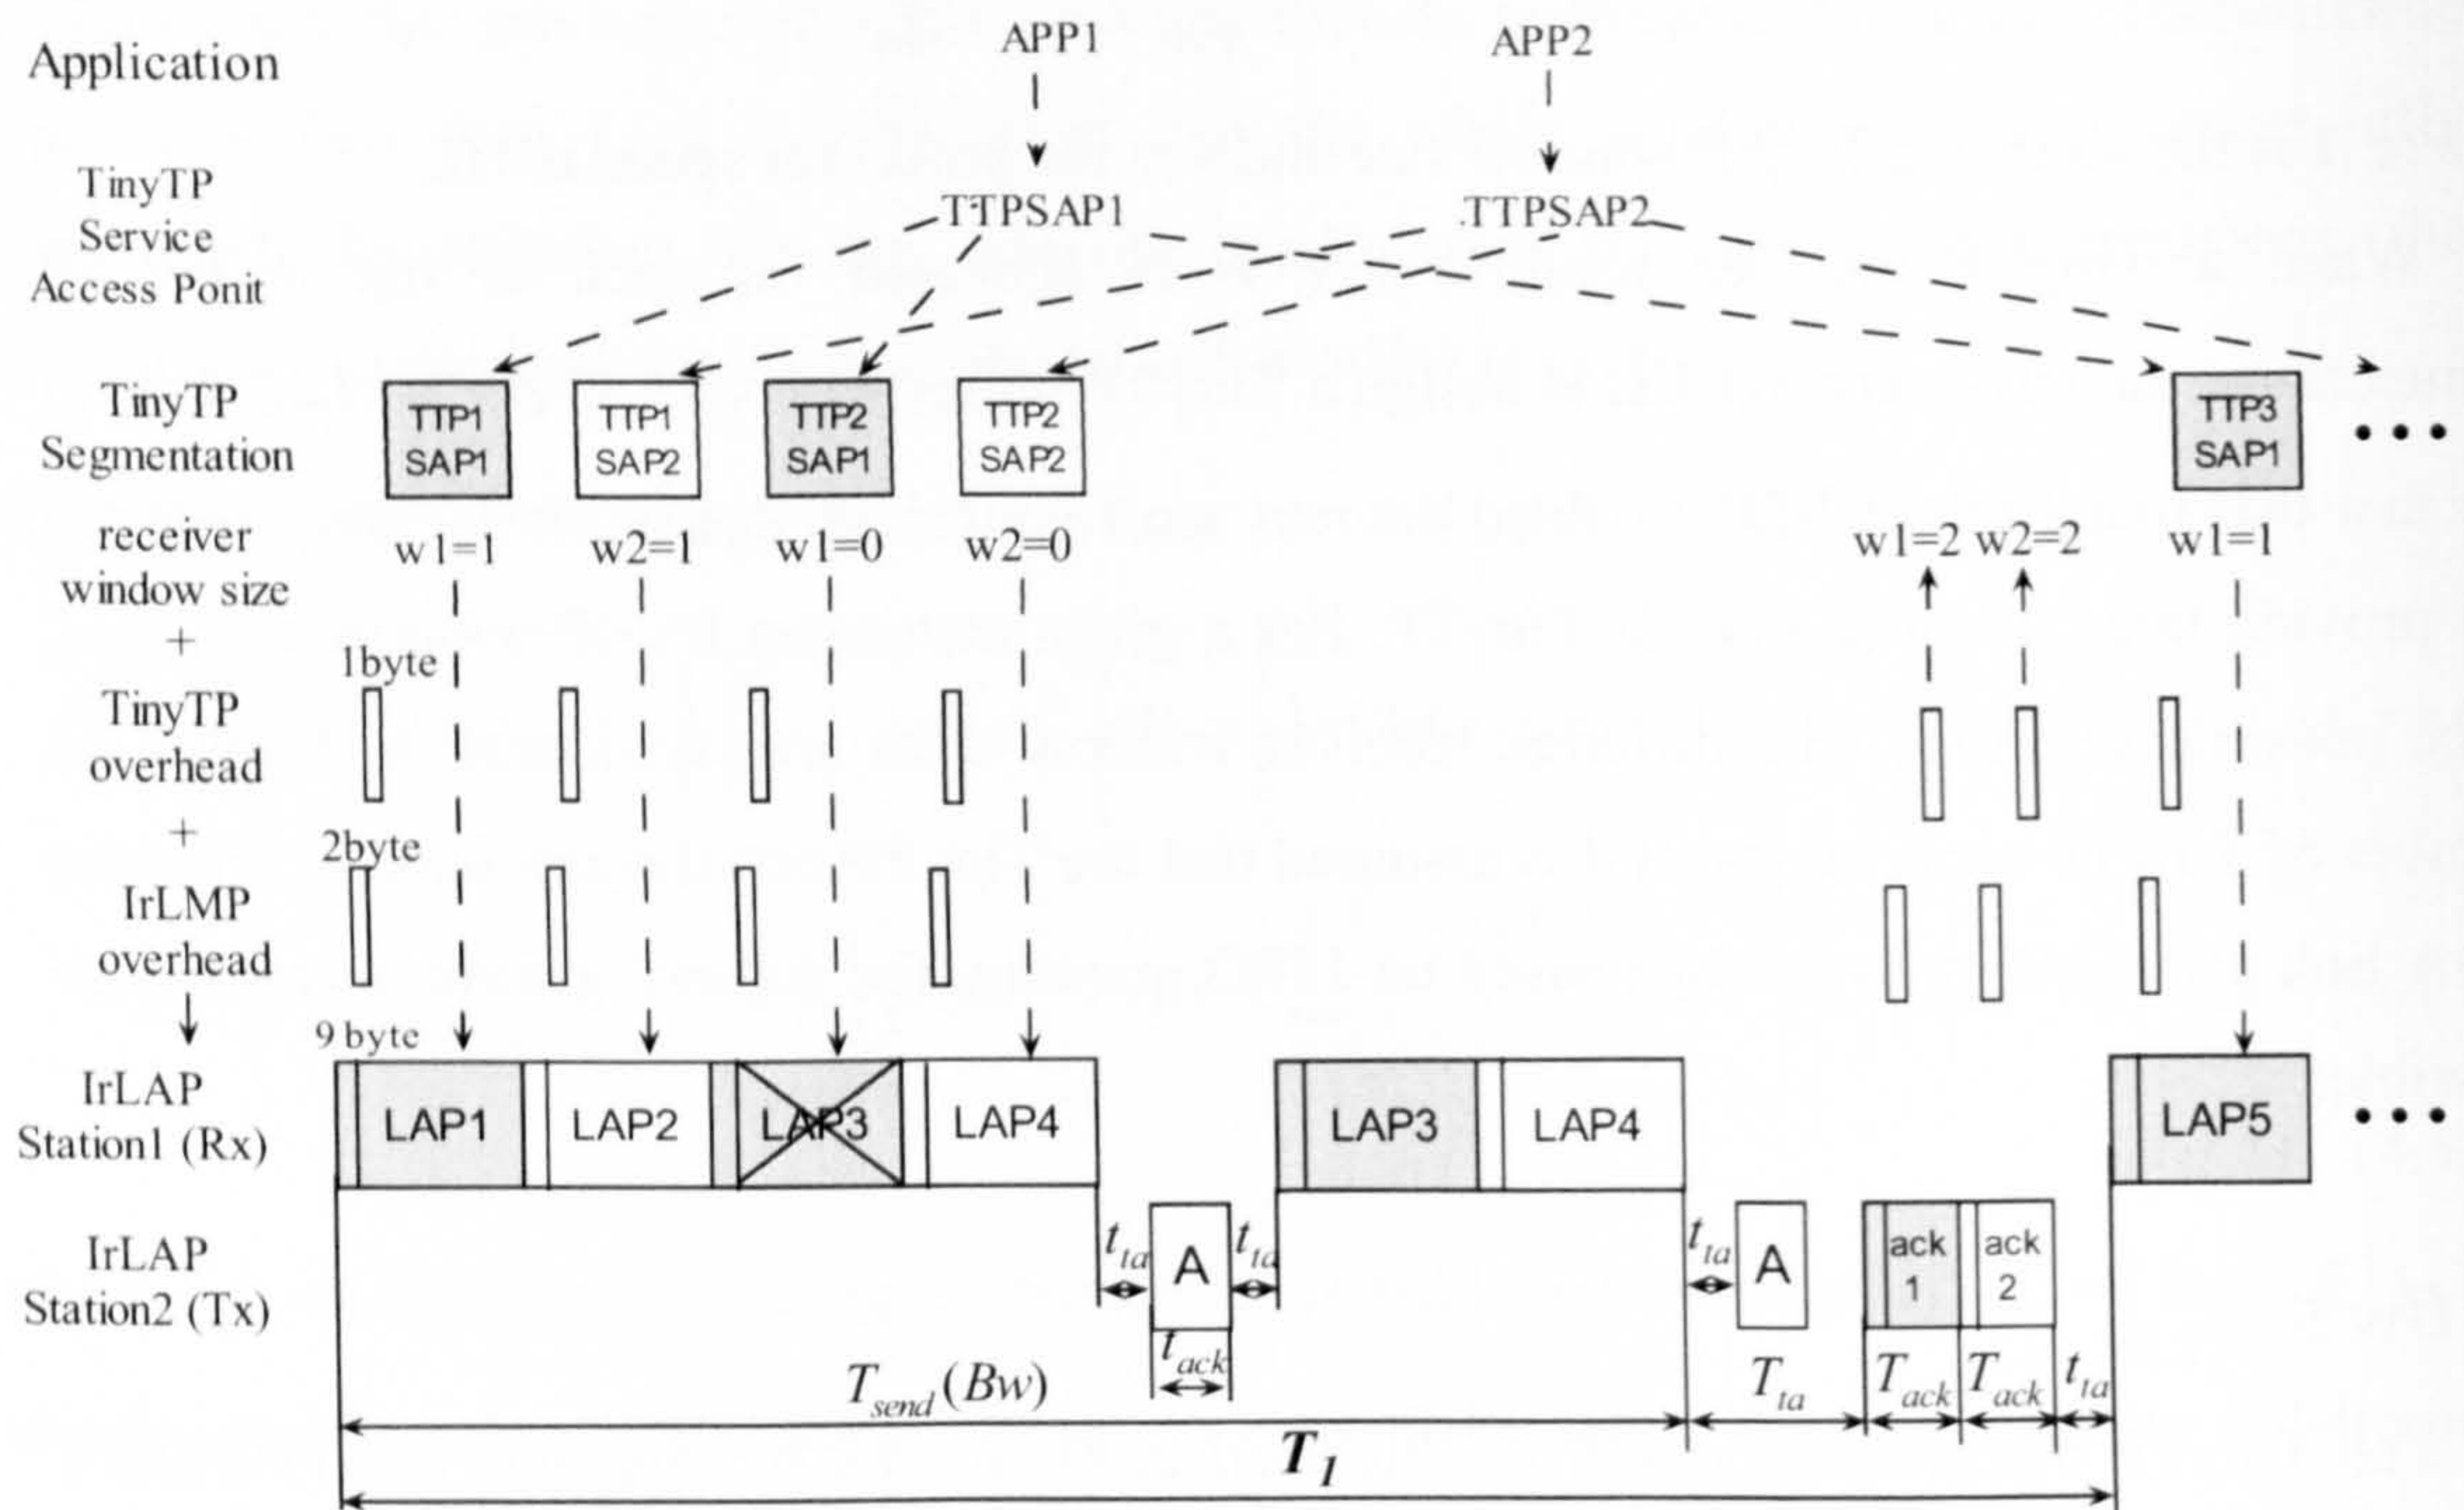 Application
APP1
APP2
TinyTP
Service
Access Ponit
TTPSAP1
TTPSAP2
TinyTP
Segmentation
TTP1
SAP1
TTP1
SAP2
TTP2
SAP1
TTP2
SAP2
TTP3
SAP1
• • •
receiver
window size
w1=1
w2=1
w1=0
w2=0
w1=2
w2=2
w1=1
+
1byte
TinyTP
overhead
+
2byte
IrLMP
overhead
9 byte
IrLAP
Station1 (Rx)
LAP1
LAP2
LAP3
LAP4
LAP3
LAP4
LAP5
• • •
IrLAP
Station2 (Tx)
t_ta
A
t_ta
t_ta
A
ack
1
ack
2
t_ack
T_send (Bw)
T_ta
T_ack
T_ack
t_ta
T_1